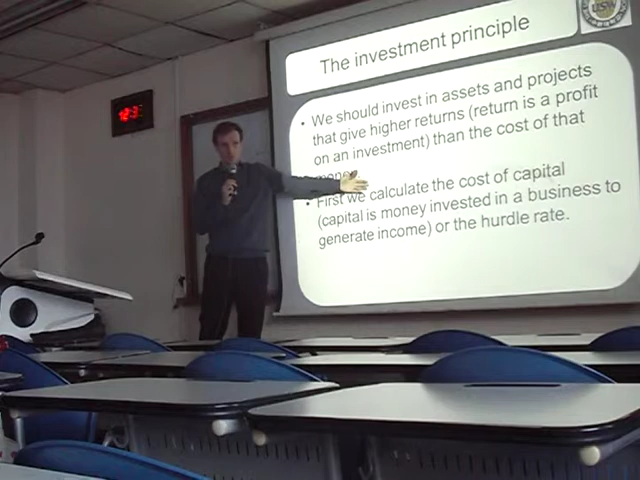 The investment principle
• We should invest in assets and projects
that give higher returns (return is a profit
on an investment) than the cost of that
money.
• First we calculate the cost of capital
(capital is money invested in a business to
generate income) or the hurdle rate.
USW